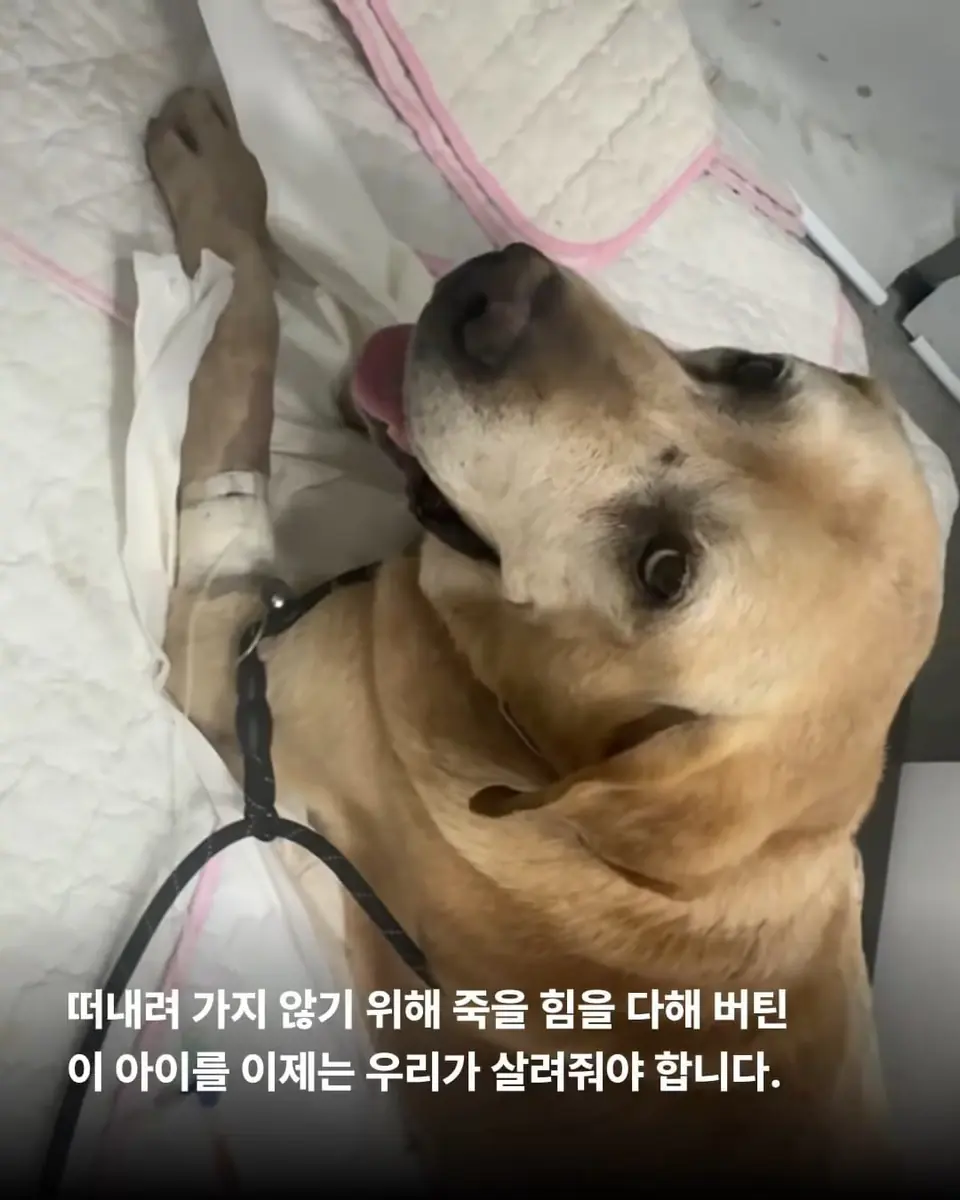 떠내려 가지 않기 위해 죽을 힘을 다해 버틴
이 아이를 이제는 우리가 살려줘야 합니다.